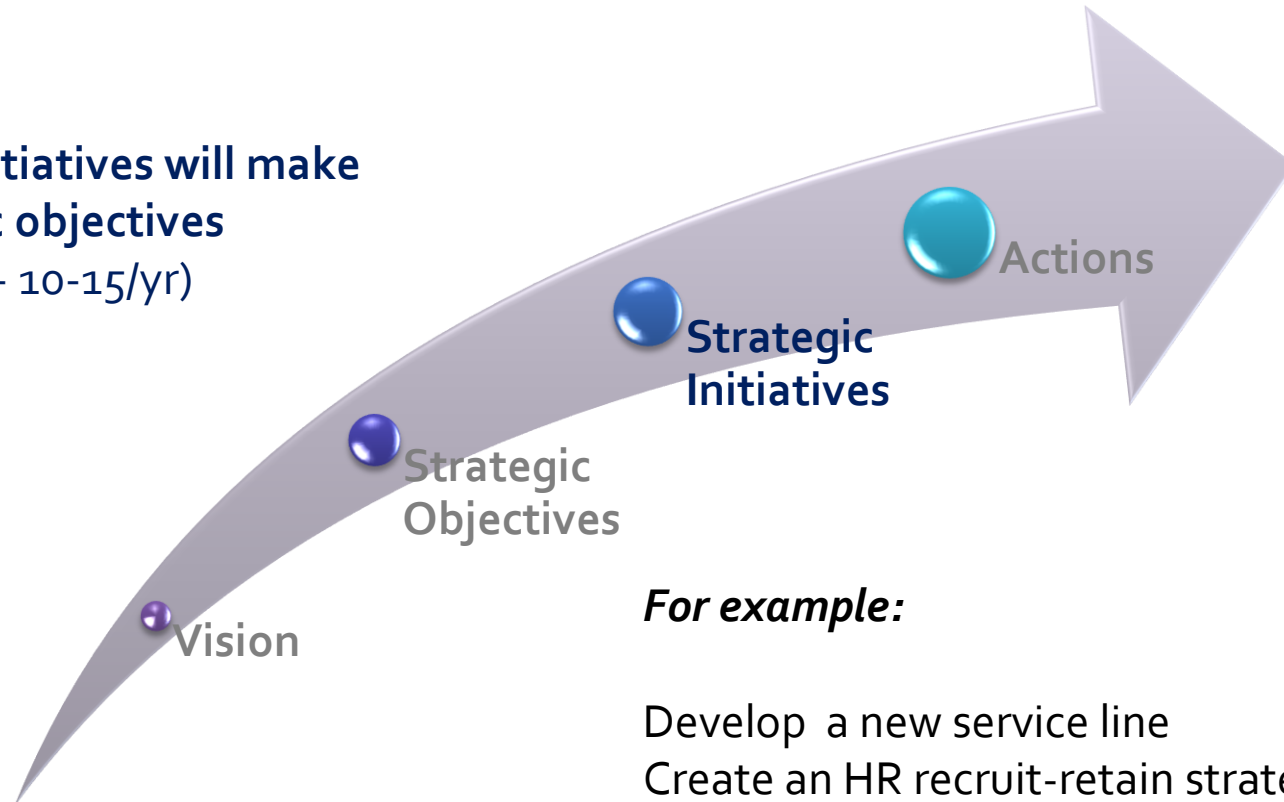 tiatives will make
objectives
10-15/yr)
Actions
Strategic
Initiatives
Strategic
Objectives
Vision
For example:
Develop a new service line
Create an HR recruit-retain strate